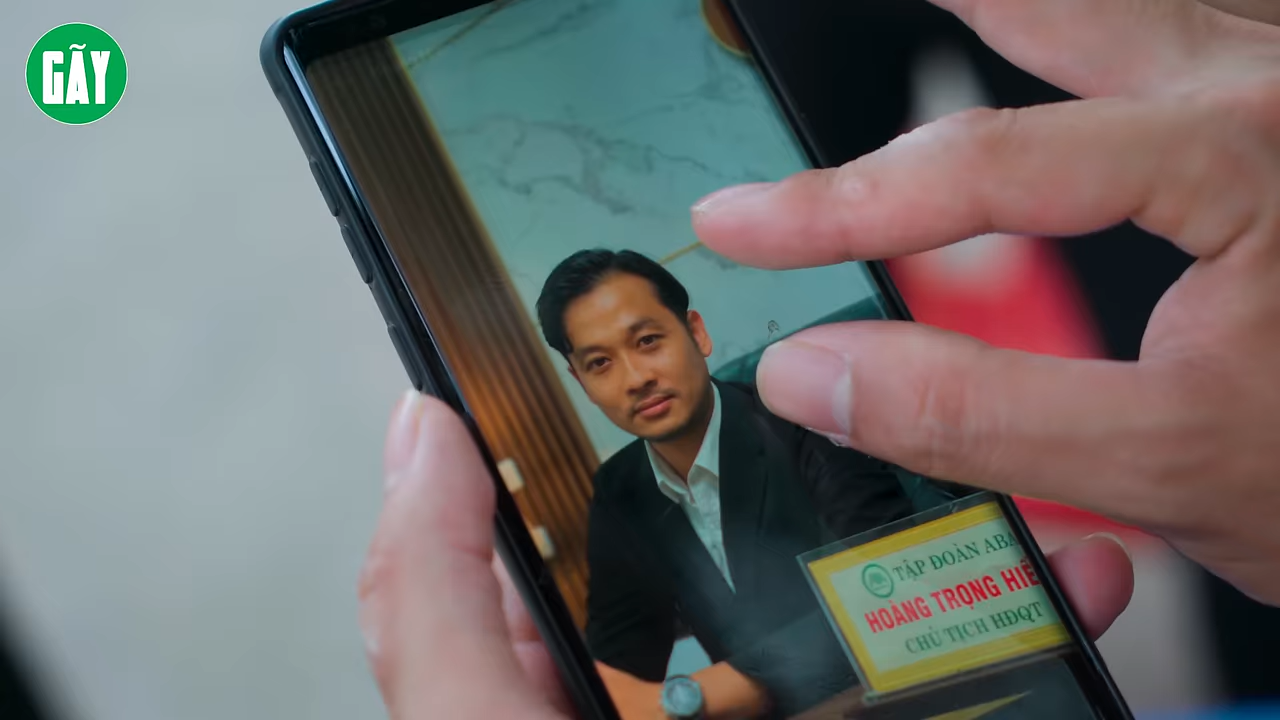 GÃY
TẬP ĐOÀN ABA
HOÀNG TRỌNG HIẾ
CHỦ TỊCH HĐQT